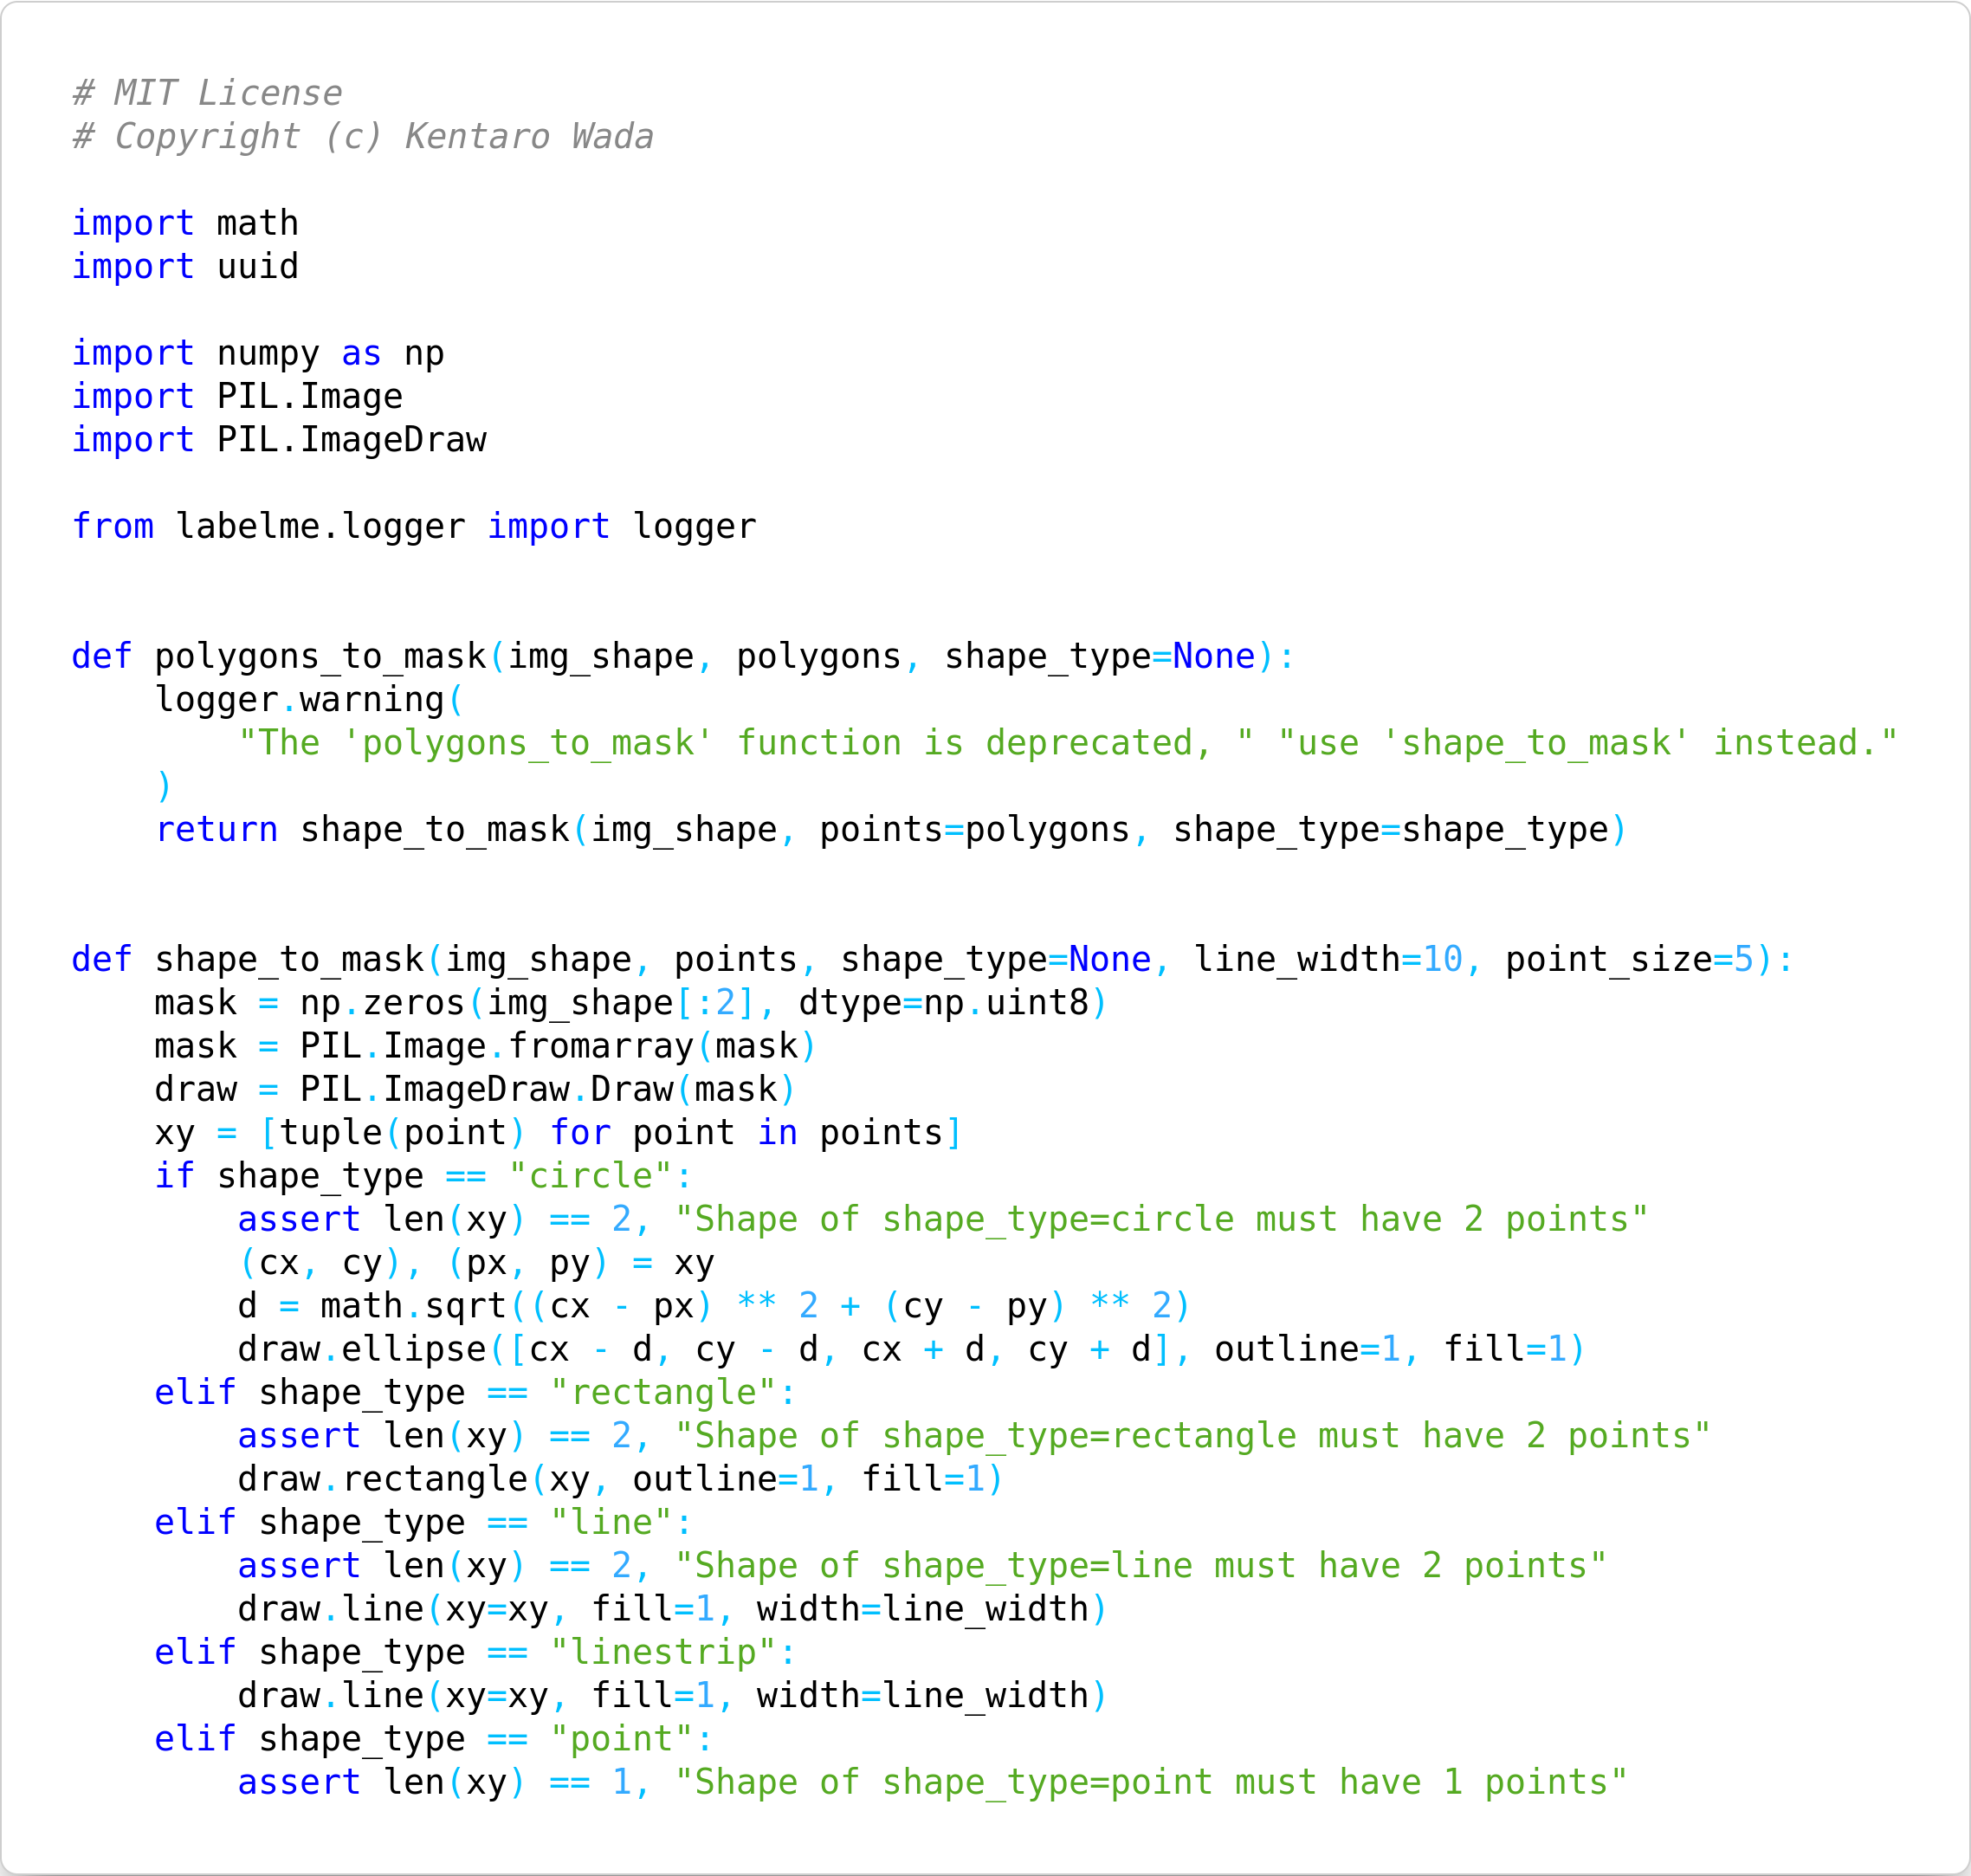 # MIT License
# Copyright (c) Kentaro Wada

import math
import uuid

import numpy as np
import PIL.Image
import PIL.ImageDraw

from labelme.logger import logger


def polygons_to_mask(img_shape, polygons, shape_type=None):
    logger.warning(
        "The 'polygons_to_mask' function is deprecated, " "use 'shape_to_mask' instead."
    )
    return shape_to_mask(img_shape, points=polygons, shape_type=shape_type)


def shape_to_mask(img_shape, points, shape_type=None, line_width=10, point_size=5):
    mask = np.zeros(img_shape[:2], dtype=np.uint8)
    mask = PIL.Image.fromarray(mask)
    draw = PIL.ImageDraw.Draw(mask)
    xy = [tuple(point) for point in points]
    if shape_type == "circle":
        assert len(xy) == 2, "Shape of shape_type=circle must have 2 points"
        (cx, cy), (px, py) = xy
        d = math.sqrt((cx - px) ** 2 + (cy - py) ** 2)
        draw.ellipse([cx - d, cy - d, cx + d, cy + d], outline=1, fill=1)
    elif shape_type == "rectangle":
        assert len(xy) == 2, "Shape of shape_type=rectangle must have 2 points"
        draw.rectangle(xy, outline=1, fill=1)
    elif shape_type == "line":
        assert len(xy) == 2, "Shape of shape_type=line must have 2 points"
        draw.line(xy=xy, fill=1, width=line_width)
    elif shape_type == "linestrip":
        draw.line(xy=xy, fill=1, width=line_width)
    elif shape_type == "point":
        assert len(xy) == 1, "Shape of shape_type=point must have 1 points"